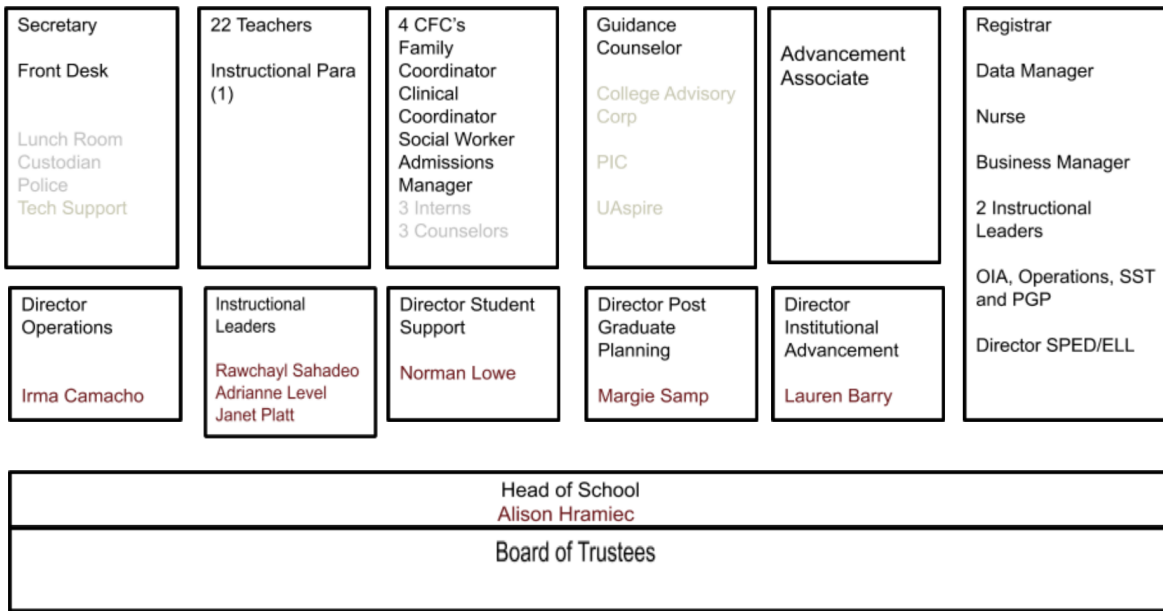 Secretary
Front Desk
Lunch Room
Custodian
Police
Tech Support
22 Teachers
Instructional Para
(1)
4 CFC's
Family
Coordinator
Clinical
Coordinator
Social Worker
Admissions
Manager
3 Interns
3 Counselors
Guidance
Counselor
College Advisory
Corp
PIC
UAspire
Advancement
Associate
Registrar
Data Manager
Nurse
Business Manager
2 Instructional
Leaders
OIA, Operations, SST
and PGP
Director SPED/ELL
Director
Operations
Irma Camacho
Instructional
Leaders
Rawchayl Sahadeo
Adrianne Level
Janet Platt
Director Student
Support
Norman Lowe
Director Post
Graduate
Planning
Margie Samp
Director
Institutional
Advancement
Lauren Barry
Head of School
Alison Hramiec
Board of Trustees